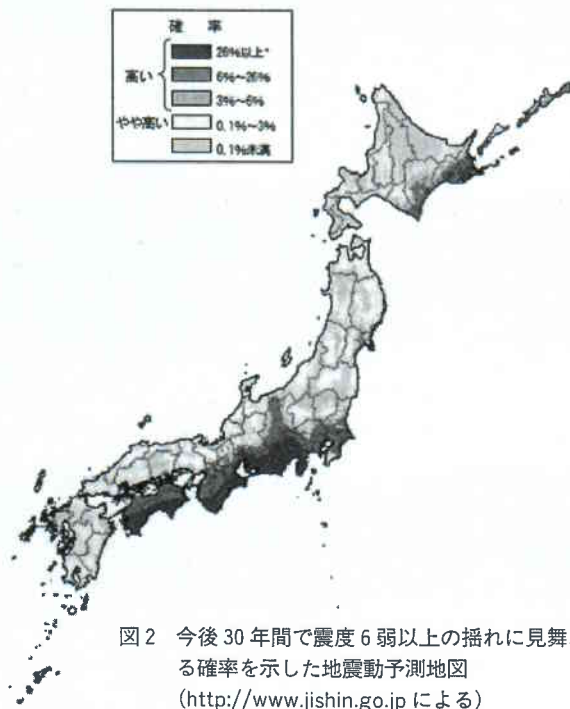 確 率
高い
26%以上*
6%~26%
3%~6%
やや高い
0.1%~3%
0.1%未満
図2 今後30年間で震度6弱以上の揺れに見舞
る確率を示した地震動予測地図
(http://www.jishin.go.jp による)